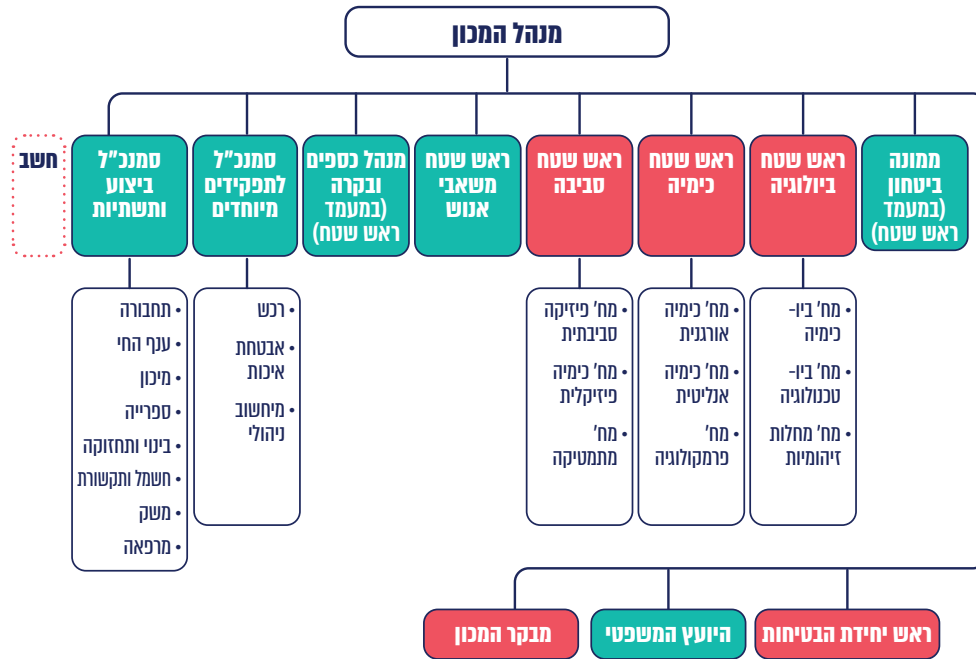 מנהל המכון
ממונה
ביטחון
(במעמד
ראש שטח)
ראש שטח
ביולוגיה
ראש שטח
כימיה
ראש שטח
סביבה
ראש שטח
משאבי
אנוש
מנהל כספים
ובקרה
(במעמד
ראש שטח)
סמנכ"ל
לתפקידים
מיוחדים
סמנכ"ל
ביצוע
ותשתיות
חשב
• מח' ביו-
כימיה
• מח' ביו-
טכנולוגיה
• מח' מחלות
זיהומיות
• מח' כימיה
אורגנית
• מח' כימיה
אנליטית
• מח'
פרמקולוגיה
• מח' פיזיקה
סביבתית
• מח' כימיה
פיזיקלית
• מח'
מתמטיקה
• רכש
• אבטחת
איכות
• מיחשוב
ניהולי
• תחבורה
• ענף החי
• מיכון
• ספרייה
• בינוי ותחזוקה
• חשמל ותקשורת
• משק
• מרפאה
ראש יחידת הבטיחות
היועץ המשפטי
מבקר המכון